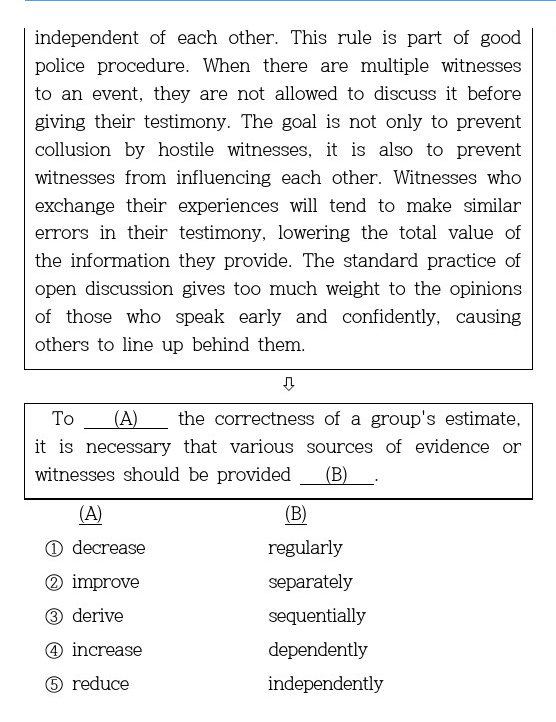 independent of each other. This rule is part of good
police procedure. When there are multiple witnesses
to an event, they are not allowed to discuss it before
giving their testimony. The goal is not only to prevent
collusion by hostile witnesses, it is also to prevent
witnesses from influencing each other. Witnesses who
exchange their experiences will tend to make similar
errors in their testimony, lowering the total value of
the information they provide. The standard practice of
open discussion gives too much weight to the opinions
of those who speak early and confidently, causing
others to line up behind them.
⇩
To (A) the correctness of a group's estimate,
it is necessary that various sources of evidence or
witnesses should be provided (B) .
(A) (B)
① decrease regularly
② improve separately
③ derive sequentially
④ increase dependently
⑤ reduce independently